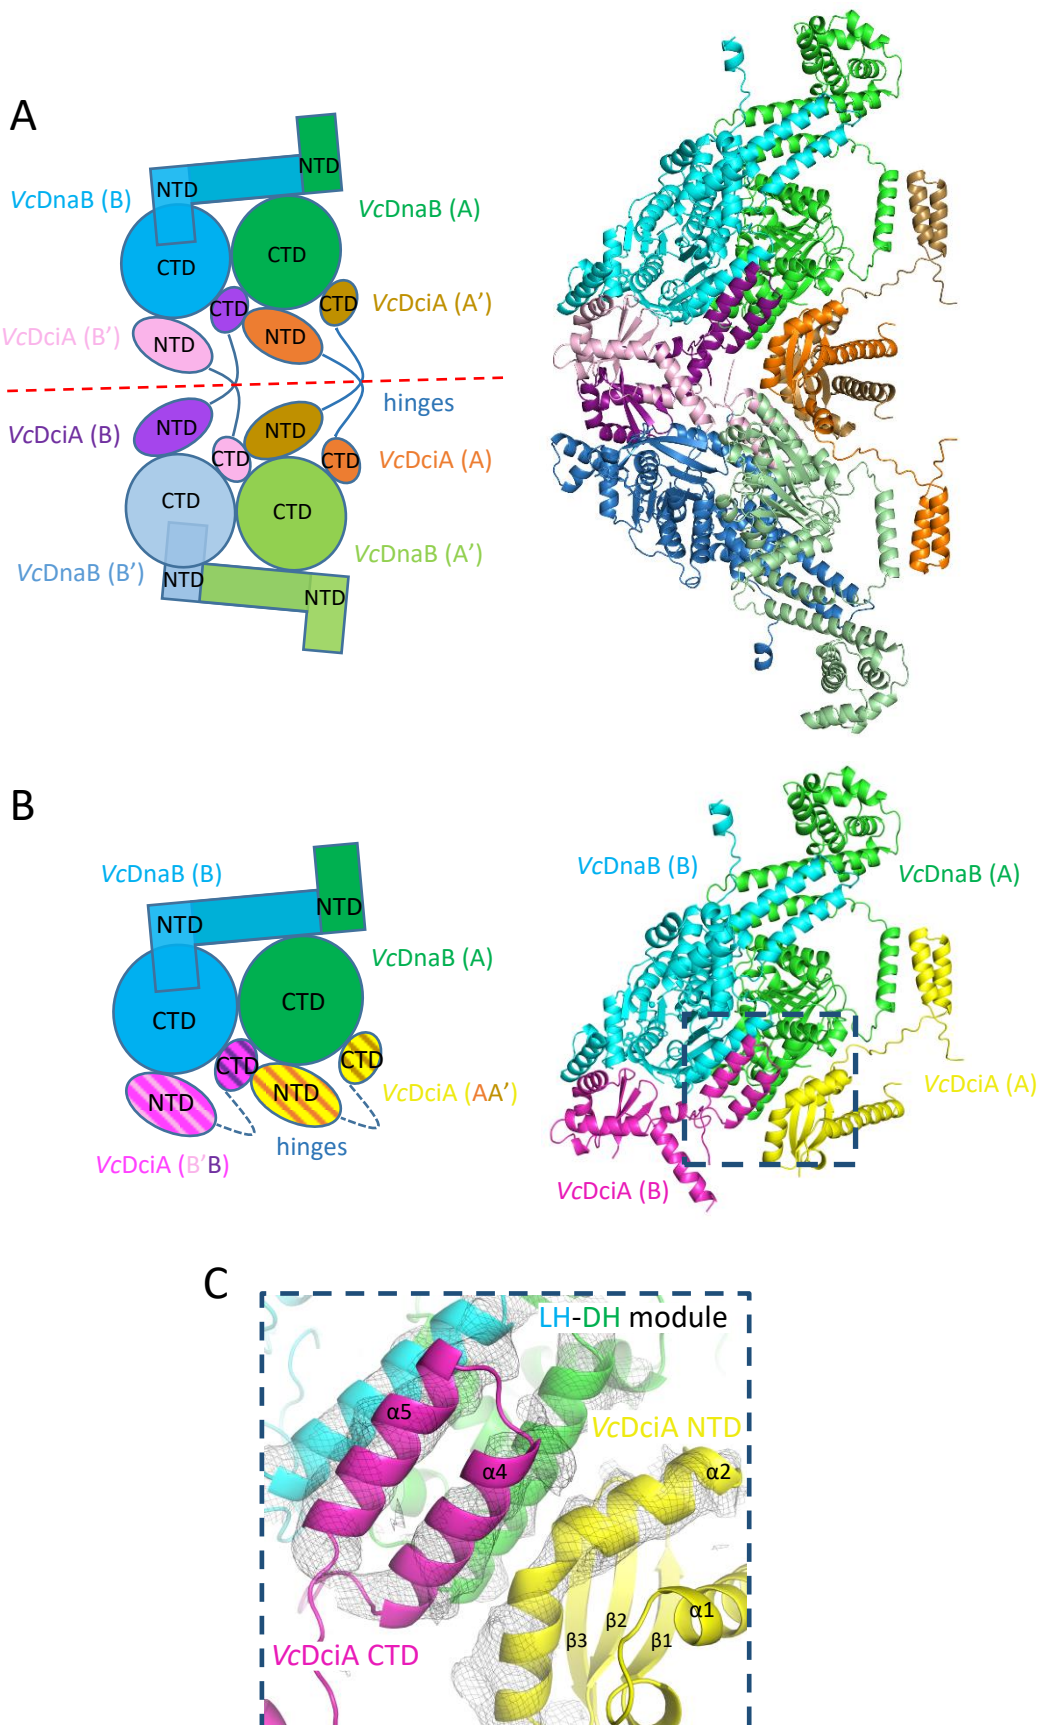 A
NTD
NTD
VcDnaB (B)
VcDnaB (A)
CTD
CTD
CTD
CTD
VcDciA (A’)
VcDciA (B’)
NTD
NTD
hinges
VcDciA (B)
NTD
NTD
CTD
CTD
VcDciA (A)
CTD
CTD
VcDnaB (A’)
VcDnaB (B’)
NTD
NTD
B
VcDnaB (B)
NTD
NTD
VcDnaB (A)
CTD
CTD
CTD
CTD
NTD
NTD
VcDciA (AA’)
hinges
VcDciA (B’B)
VcDnaB (B)
VcDnaB (A)
VcDciA (A)
VcDciA (B)
C
LH-DH module
α5
VcDciA NTD
α4
α2
α1
β3
β2
β1
VcDciA CTD